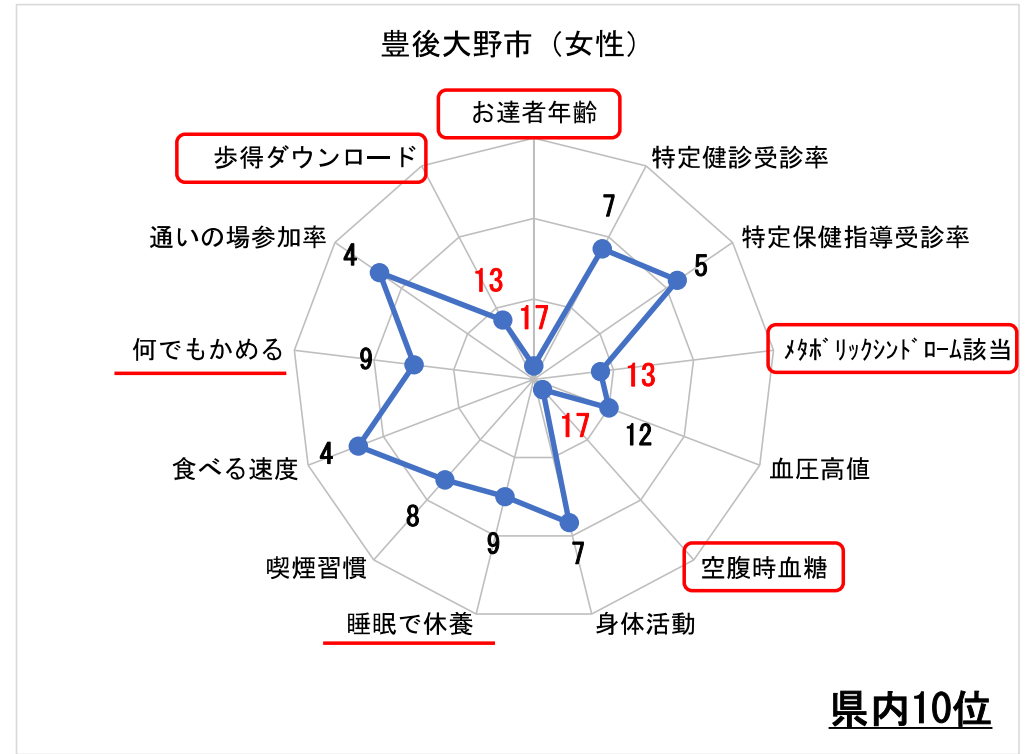 豊後大野市（女性）
お達者年齢
歩得ダウンロード
特定健診受診率
7
通いの場参加率
4
特定保健指導受診率
5
13
17
何でもかめる
9
ﾒﾀﾎﾞﾘｯｸｼﾝﾄﾞﾛｰﾑ該当
13
食べる速度
4
17
12
血圧高値
喫煙習慣
8
9
7
空腹時血糖
睡眠で休養
身体活動
県内10位